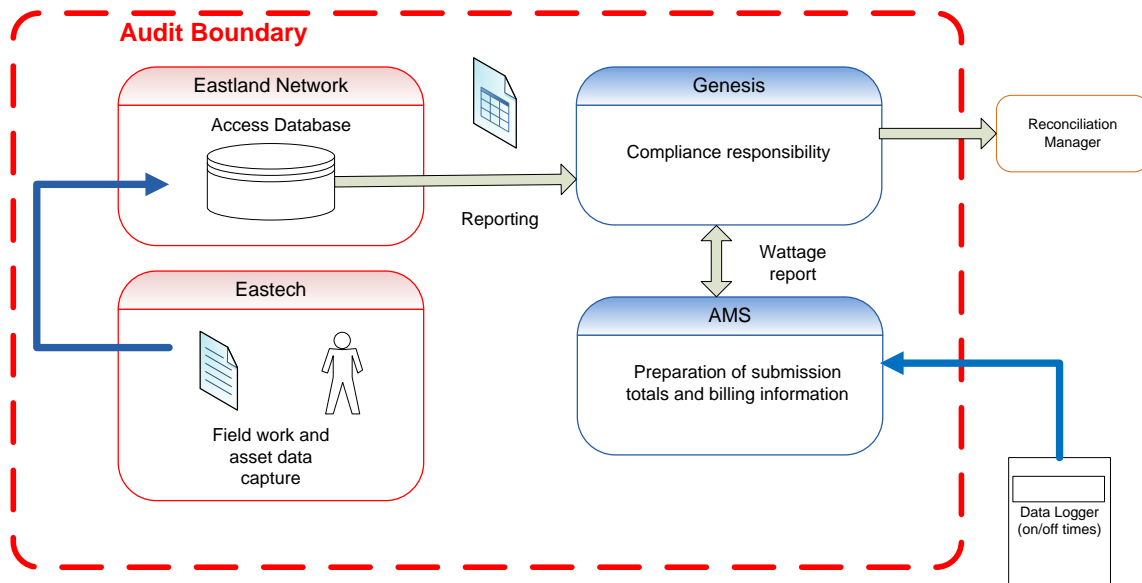 Audit Boundary
Eastland Network
Access Database
Reporting
Genesis
Compliance responsibility
Reconciliation
Manager
Wattage
report
Eastech
Field work and
asset data
capture
AMS
Preparation of submission
totals and billing information
Data Logger
(on/off times)